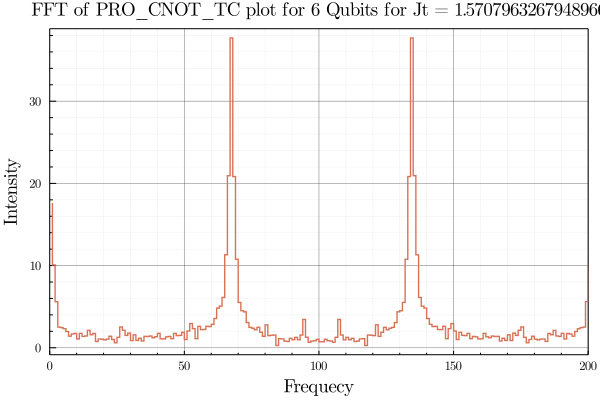 FFT of PRO_CNOT_TC plot for 6 Qubits for Jt = 1.5707963267948966
Intensity
30
20
10
0
0 50 100 150 200
Frequecy